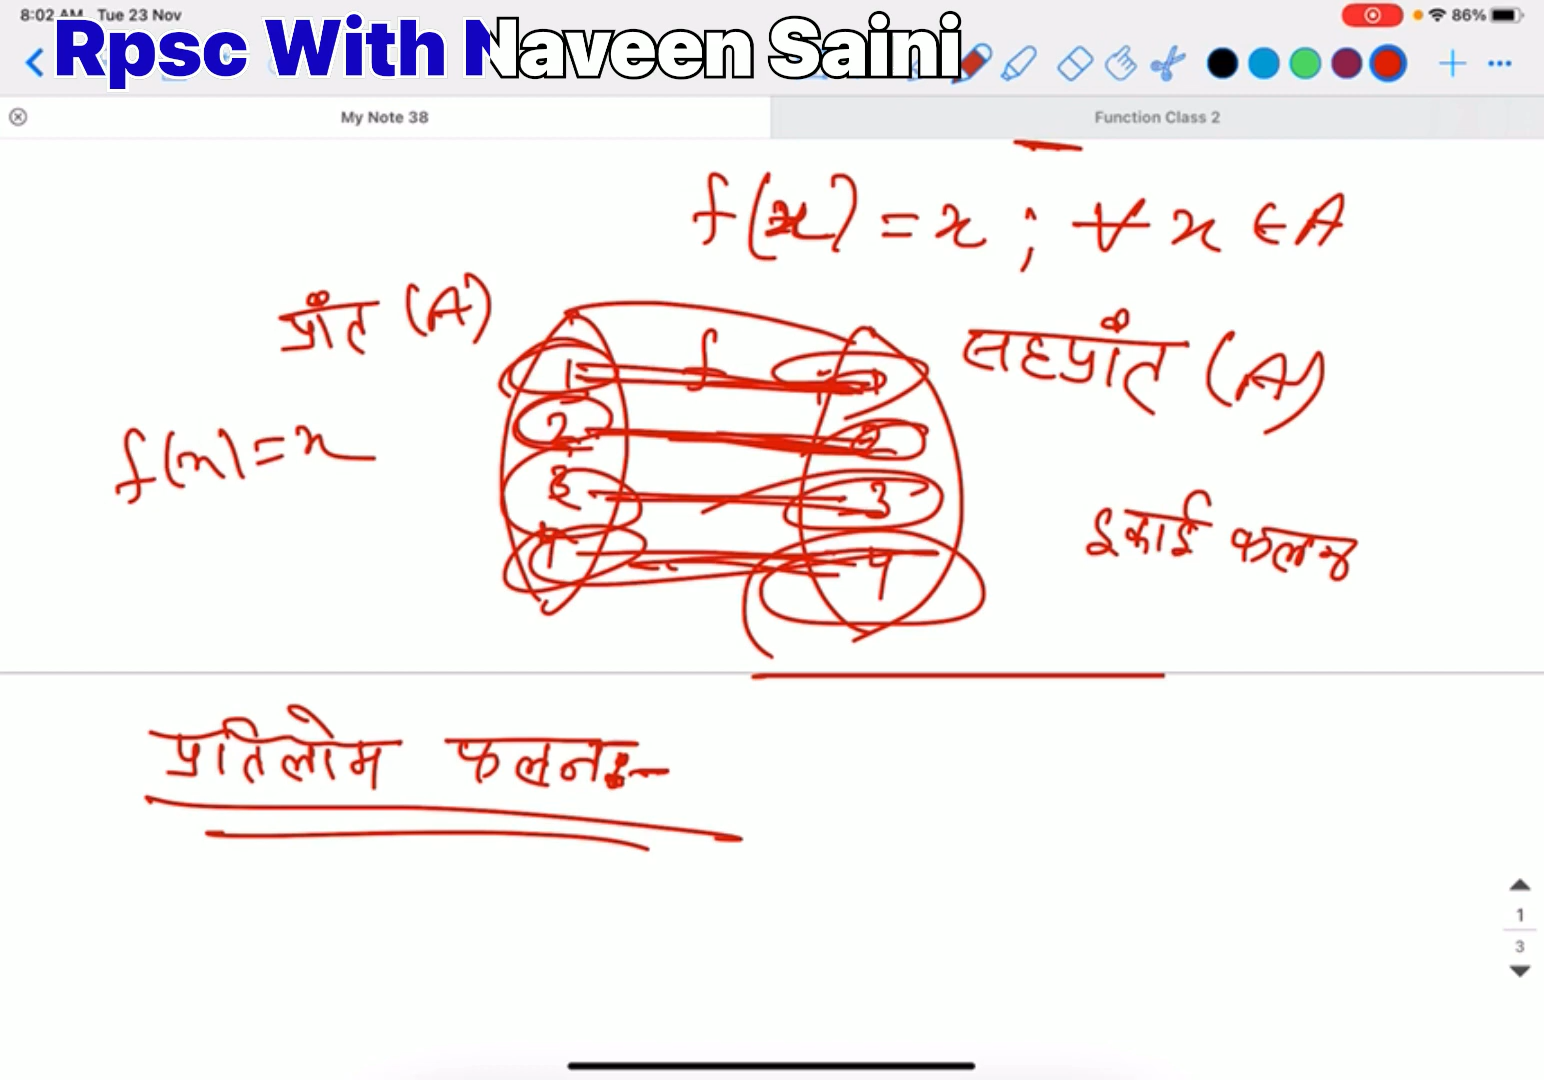 8:02 AM Tue 23 Nov
86%
Rpsc With Naveen Saini
My Note 38
Function Class 2
f(x) = x ; ∀ x ∈ A
प्रांत (A)
f
सहप्रांत (A)
1 1
2 2
f(x) = x
3 3
4 4
इकाई फलन
प्रतिलोम फलन:-
1
3